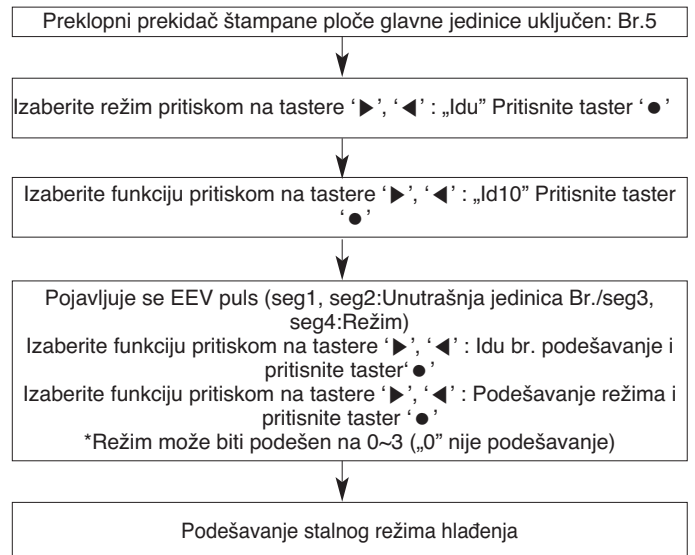 Preklopni prekidač štampane ploče glavne jedinice uključen: Br.5
Izaberite režim pritiskom na tastere ‘▶’, ‘◀’ : „Idu” Pritisnite taster ‘●’
Izaberite funkciju pritiskom na tastere ‘▶’, ‘◀’ : „Id10” Pritisnite taster
‘●’
Pojavljuje se EEV puls (seg1, seg2:Unutrašnja jedinica Br./seg3,
seg4:Režim)
Izaberite funkciju pritiskom na tastere ‘▶’, ‘◀’ : Idu br. podešavanje i
pritisnite taster‘●’
Izaberite funkciju pritiskom na tastere ‘▶’, ‘◀’ : Podešavanje režima i
pritisnite taster ‘●’
*Režim može biti podešen na 0~3 („0” nije podešavanje)
Podešavanje stalnog režima hlađenja